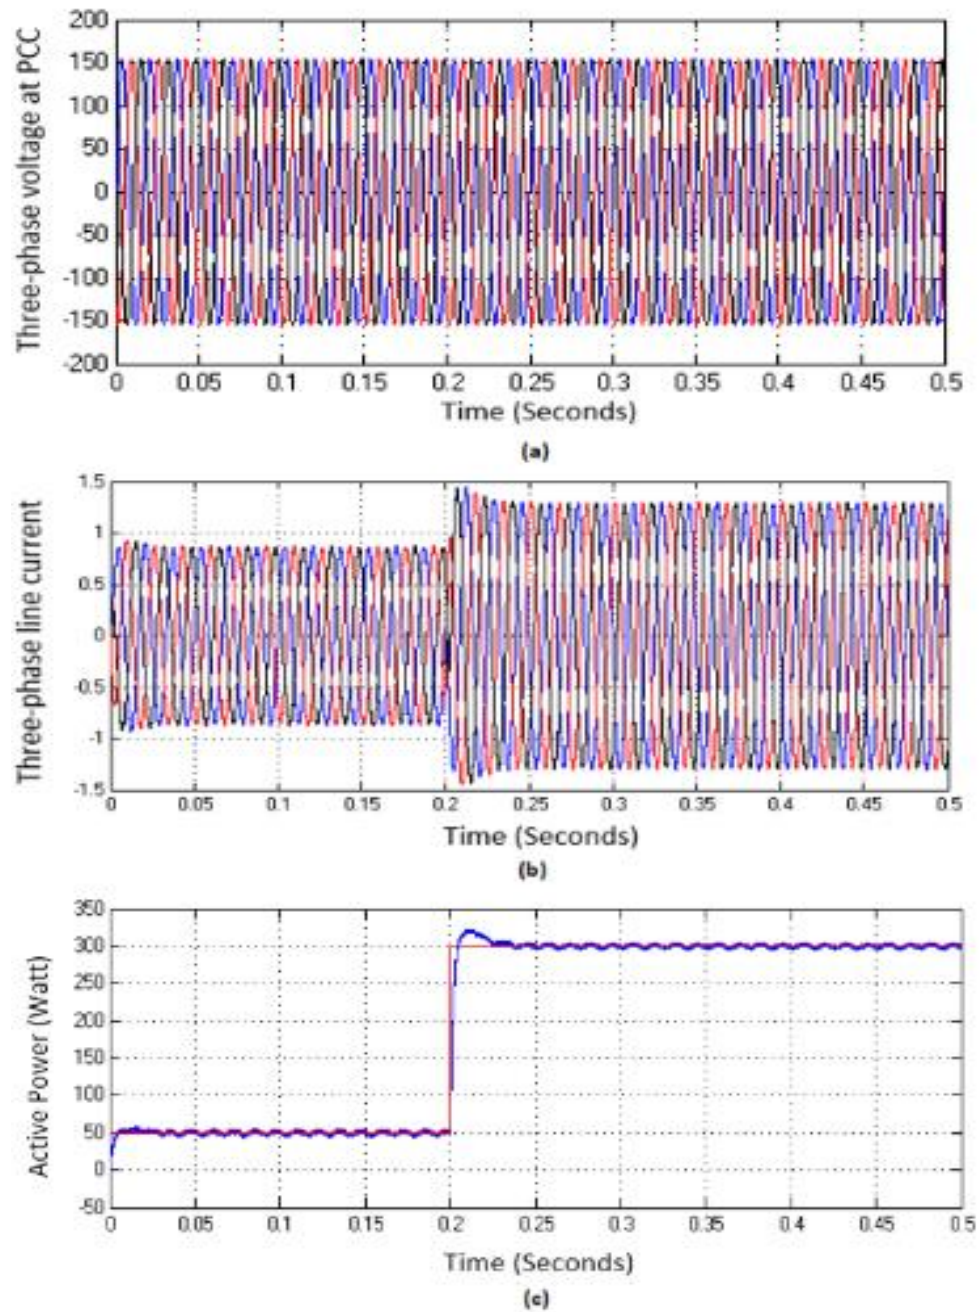 Three-phase voltage at PCC
200
150
100
50
0
-50
-100
-150
-200
0 0.05 0.1 0.15 0.2 0.25 0.3 0.35 0.4 0.45 0.5
Time (Seconds)
(a)
Three-phase line current
1.5
1
0.5
0
-0.5
-1
-1.5
0 0.05 0.1 0.15 0.2 0.25 0.3 0.35 0.4 0.45 0.5
Time (Seconds)
(b)
Active Power (Watt)
350
300
250
200
150
100
50
0
-50
0 0.05 0.1 0.15 0.2 0.25 0.3 0.35 0.4 0.45 0.5
Time (Seconds)
(c)